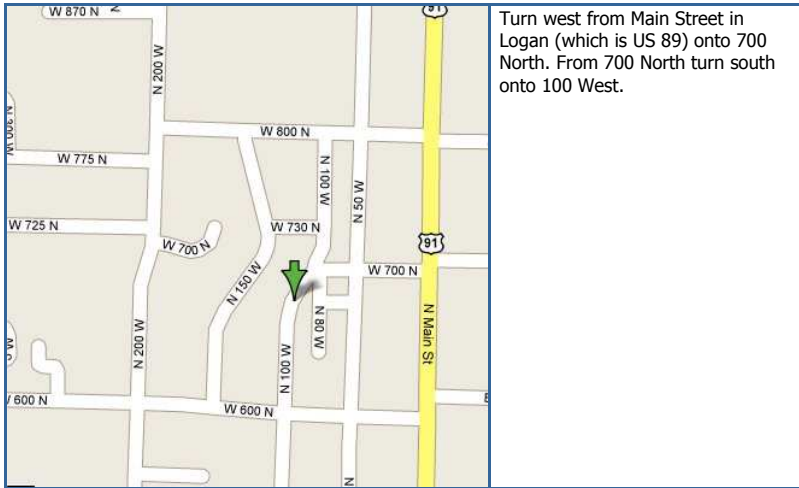 W 870 N
N
91
N 200 W
W 800 N
N 300 W
W 775 N
N 100 W
N 50 W
W 725 N
W 700 N
W 730 N
91
W 700 N
N 150 W
N 80 W
N Main St
N 200 W
N 100 W
W
/ 600 N
W 600 N
E
N
Turn west from Main Street in
Logan (which is US 89) onto 700
North. From 700 North turn south
onto 100 West.